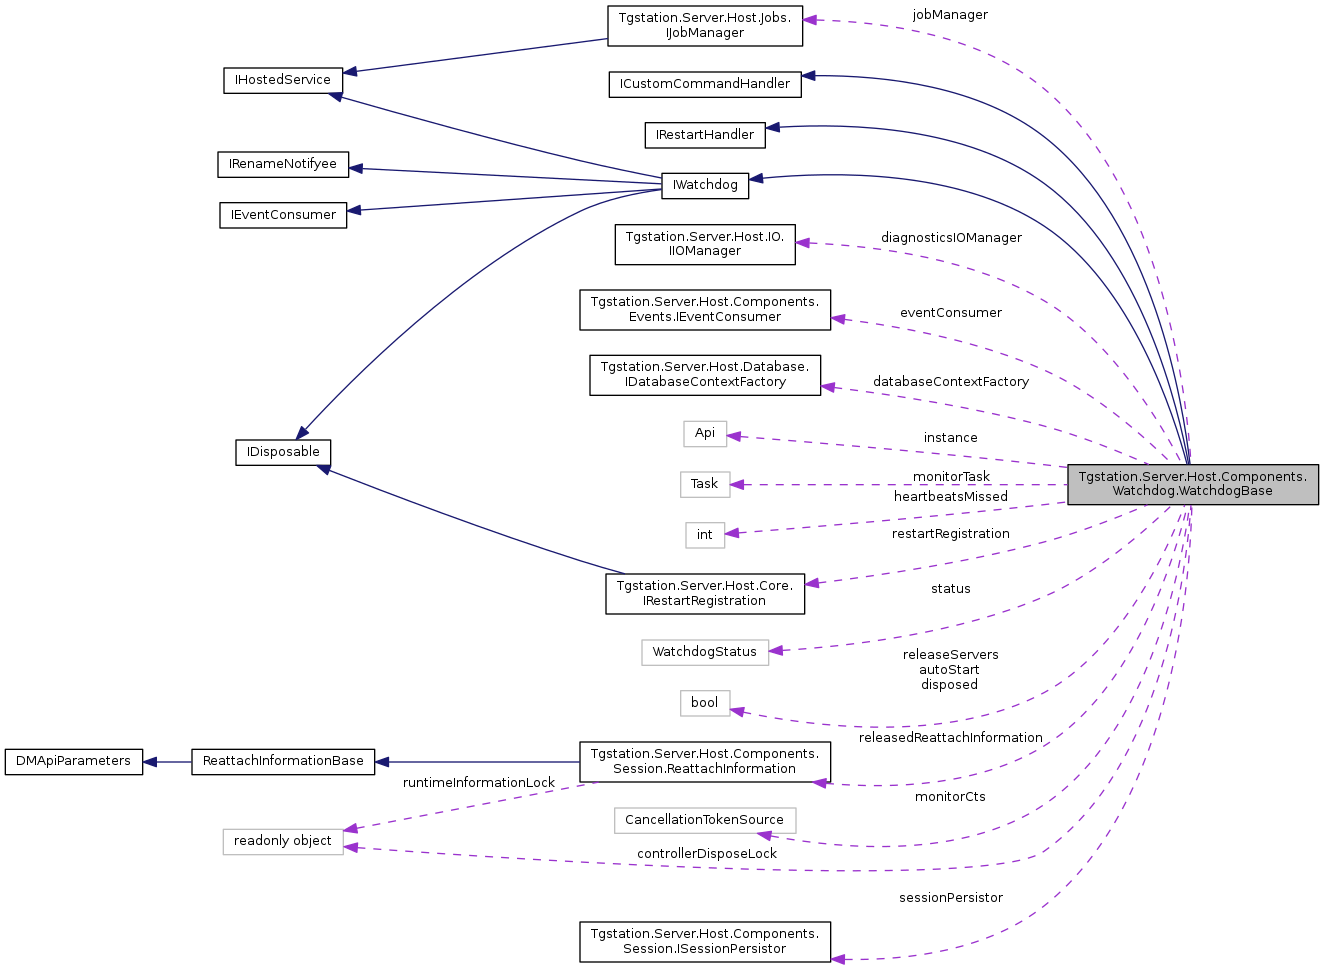 jobManager
Tgstation.Server.Host.Jobs.
IJobManager
IHostedService
ICustomCommandHandler
IRestartHandler
IRenameNotifyee
IWatchdog
IEventConsumer
Tgstation.Server.Host.IO.
IIOManager
diagnosticsIOManager
Tgstation.Server.Host.Components.
Events.IEventConsumer
eventConsumer
Tgstation.Server.Host.Database.
IDatabaseContextFactory
databaseContextFactory
Api
instance
IDisposable
Task
monitorTask
Tgstation.Server.Host.Components.
Watchdog.WatchdogBase
heartbeatsMissed
int
restartRegistration
Tgstation.Server.Host.Core.
IRestartRegistration
status
WatchdogStatus
releaseServers
autoStart
disposed
bool
releasedReattachInformation
DMApiParameters
ReattachInformationBase
Tgstation.Server.Host.Components.
Session.ReattachInformation
runtimeInformationLock
monitorCts
CancellationTokenSource
readonly object
controllerDisposeLock
sessionPersistor
Tgstation.Server.Host.Components.
Session.ISessionPersistor